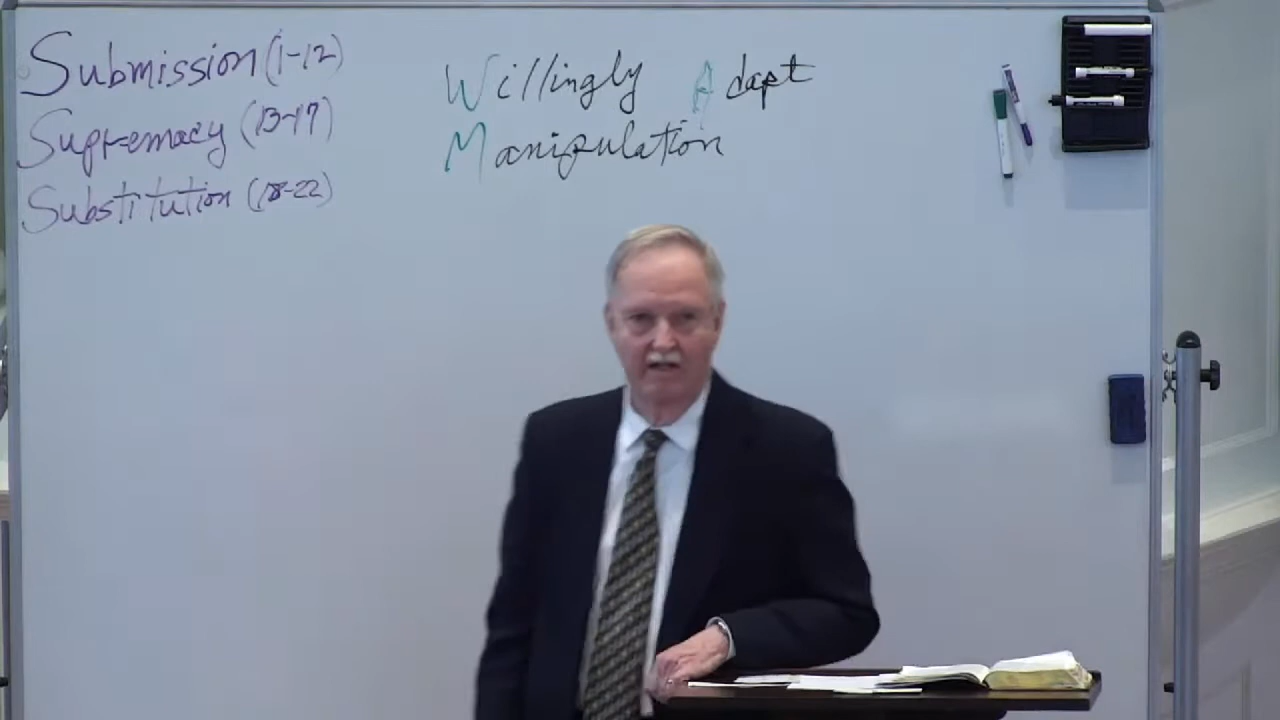 Submission (1-12)
Supremacy (13-17)
Substitution (18-22)
Willingly Adapt
Manipulation